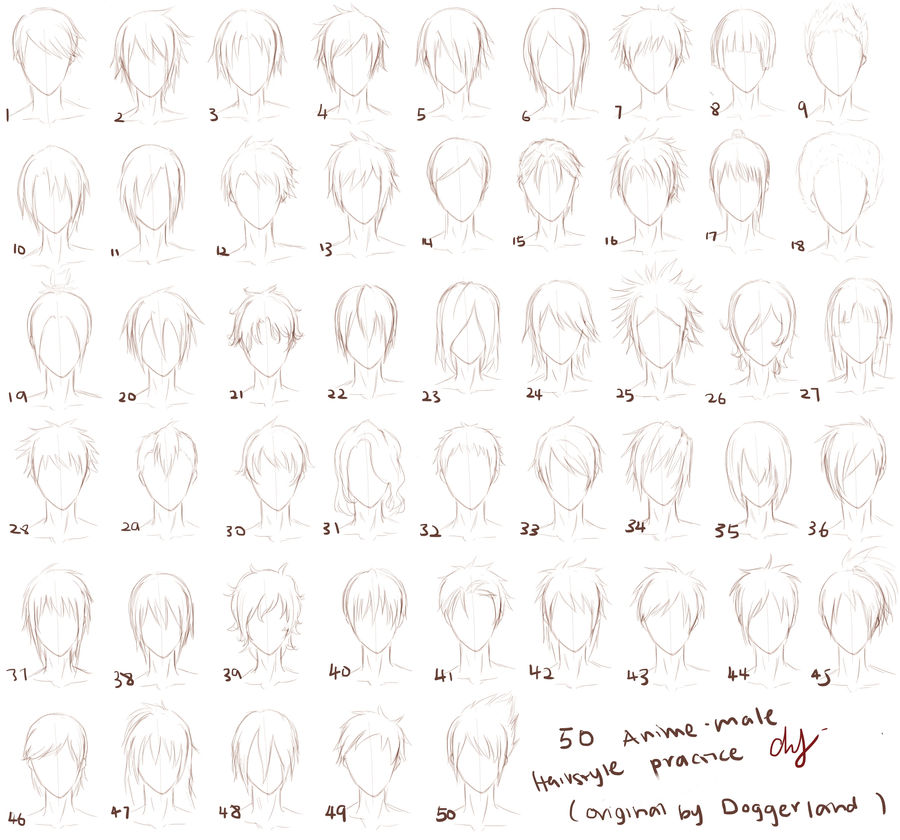 1 2 3 4 5 6 7 8 9
10 11 12 13 14 15 16 17 18
19 20 21 22 23 24 25 26 27
28 29 30 31 32 33 34 35 36
37 38 39 40 41 42 43 44 45
46 47 48 49 50
50 Anime-male
Hairstyle practice
(original by Doggerland)